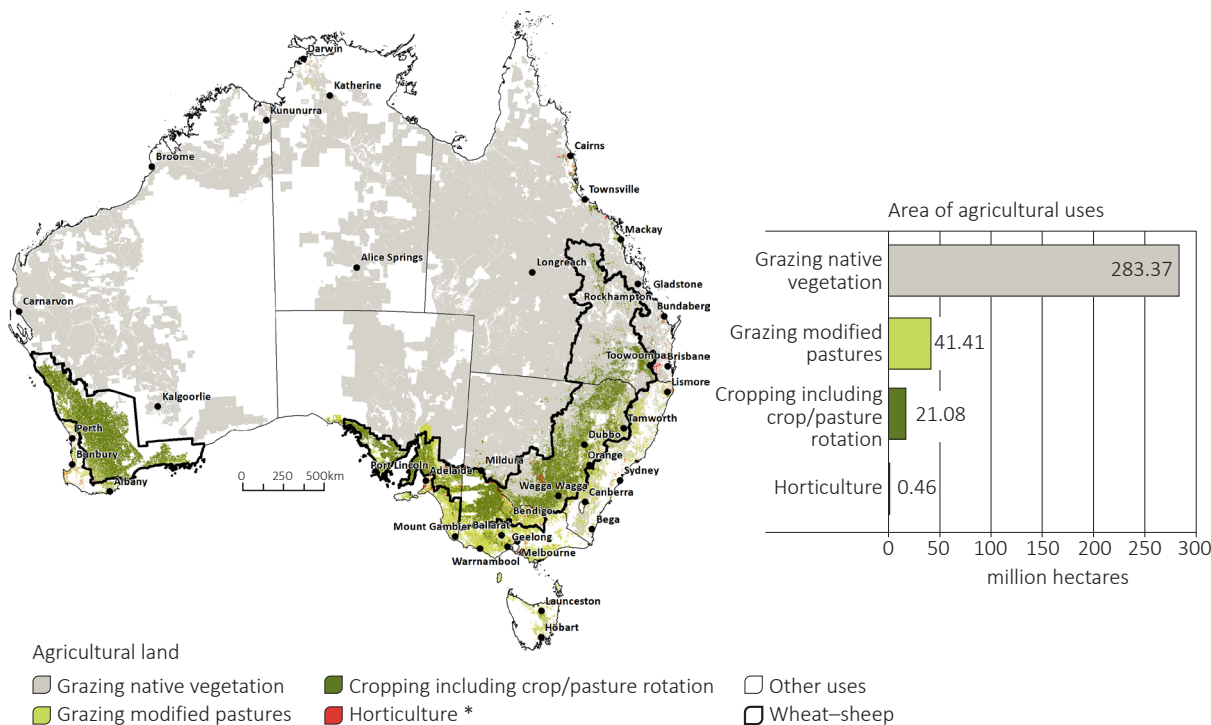 Darwin
Katherine
Kununurra
Broome
Cairns
Townsville
Mackay
Alice Springs
Longreach
Gladstone
Rockhampton
Bundaberg
Carnarvon
Toowoomba
Brisbane
Lismore
Kalgoorlie
Tamworth
Perth
Dubbo
Banbury
Orange
Mildura
Sydney
Port Lincoln
Adelaide
Wagga Wagga
Albany
Canberra
Bendigo
Mount Gambier
Ballarat
Bega
Geelong
Melbourne
Warrnambool
Launceston
Hobart
0 250 500km
Area of agricultural uses
Grazing native
vegetation
283.37
Grazing modified
pastures
41.41
Cropping including
crop/pasture
rotation
21.08
Horticulture
0.46
0 50 100 150 200 250 300
million hectares
Agricultural land
Grazing native vegetation
Cropping including crop/pasture rotation
Other uses
Grazing modified pastures
Horticulture *
Wheat–sheep